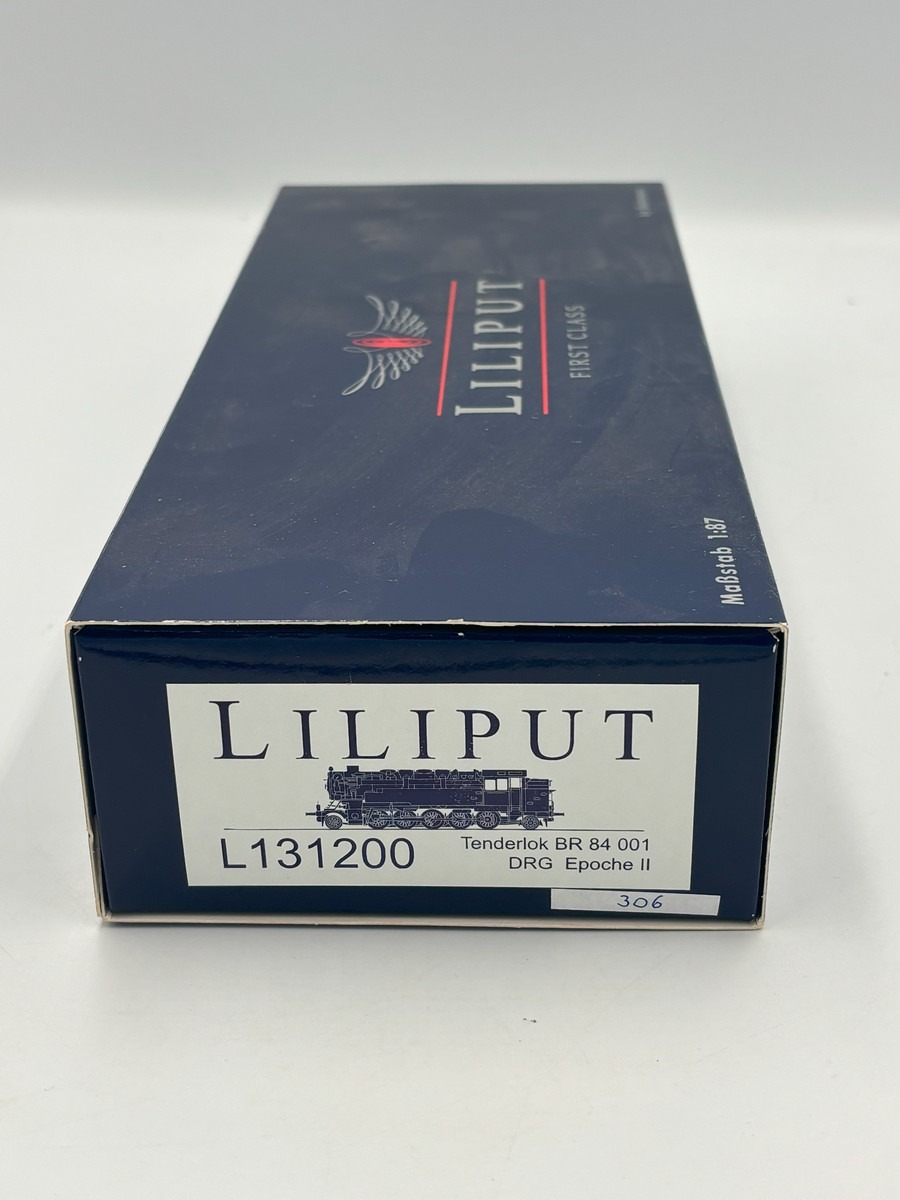 LILIPUT
FIRST CLASS
Maßstab 1:87
LILIPUT
L131200
Tenderlok BR 84 001
DRG Epoche II
306